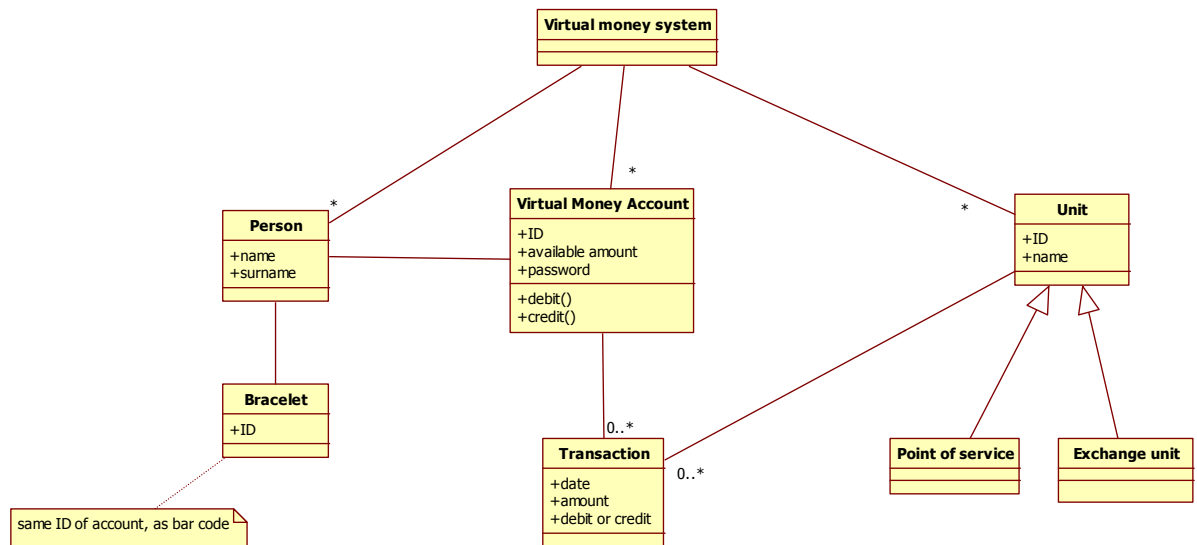 Virtual money system
*
*
*
Person
+name
+surname
Virtual Money Account
+ID
+available amount
+password
+debit()
+credit()
Unit
+ID
+name
Bracelet
+ID
same ID of account, as bar code
0..*
0..*
Transaction
+date
+amount
+debit or credit
Point of service
Exchange unit